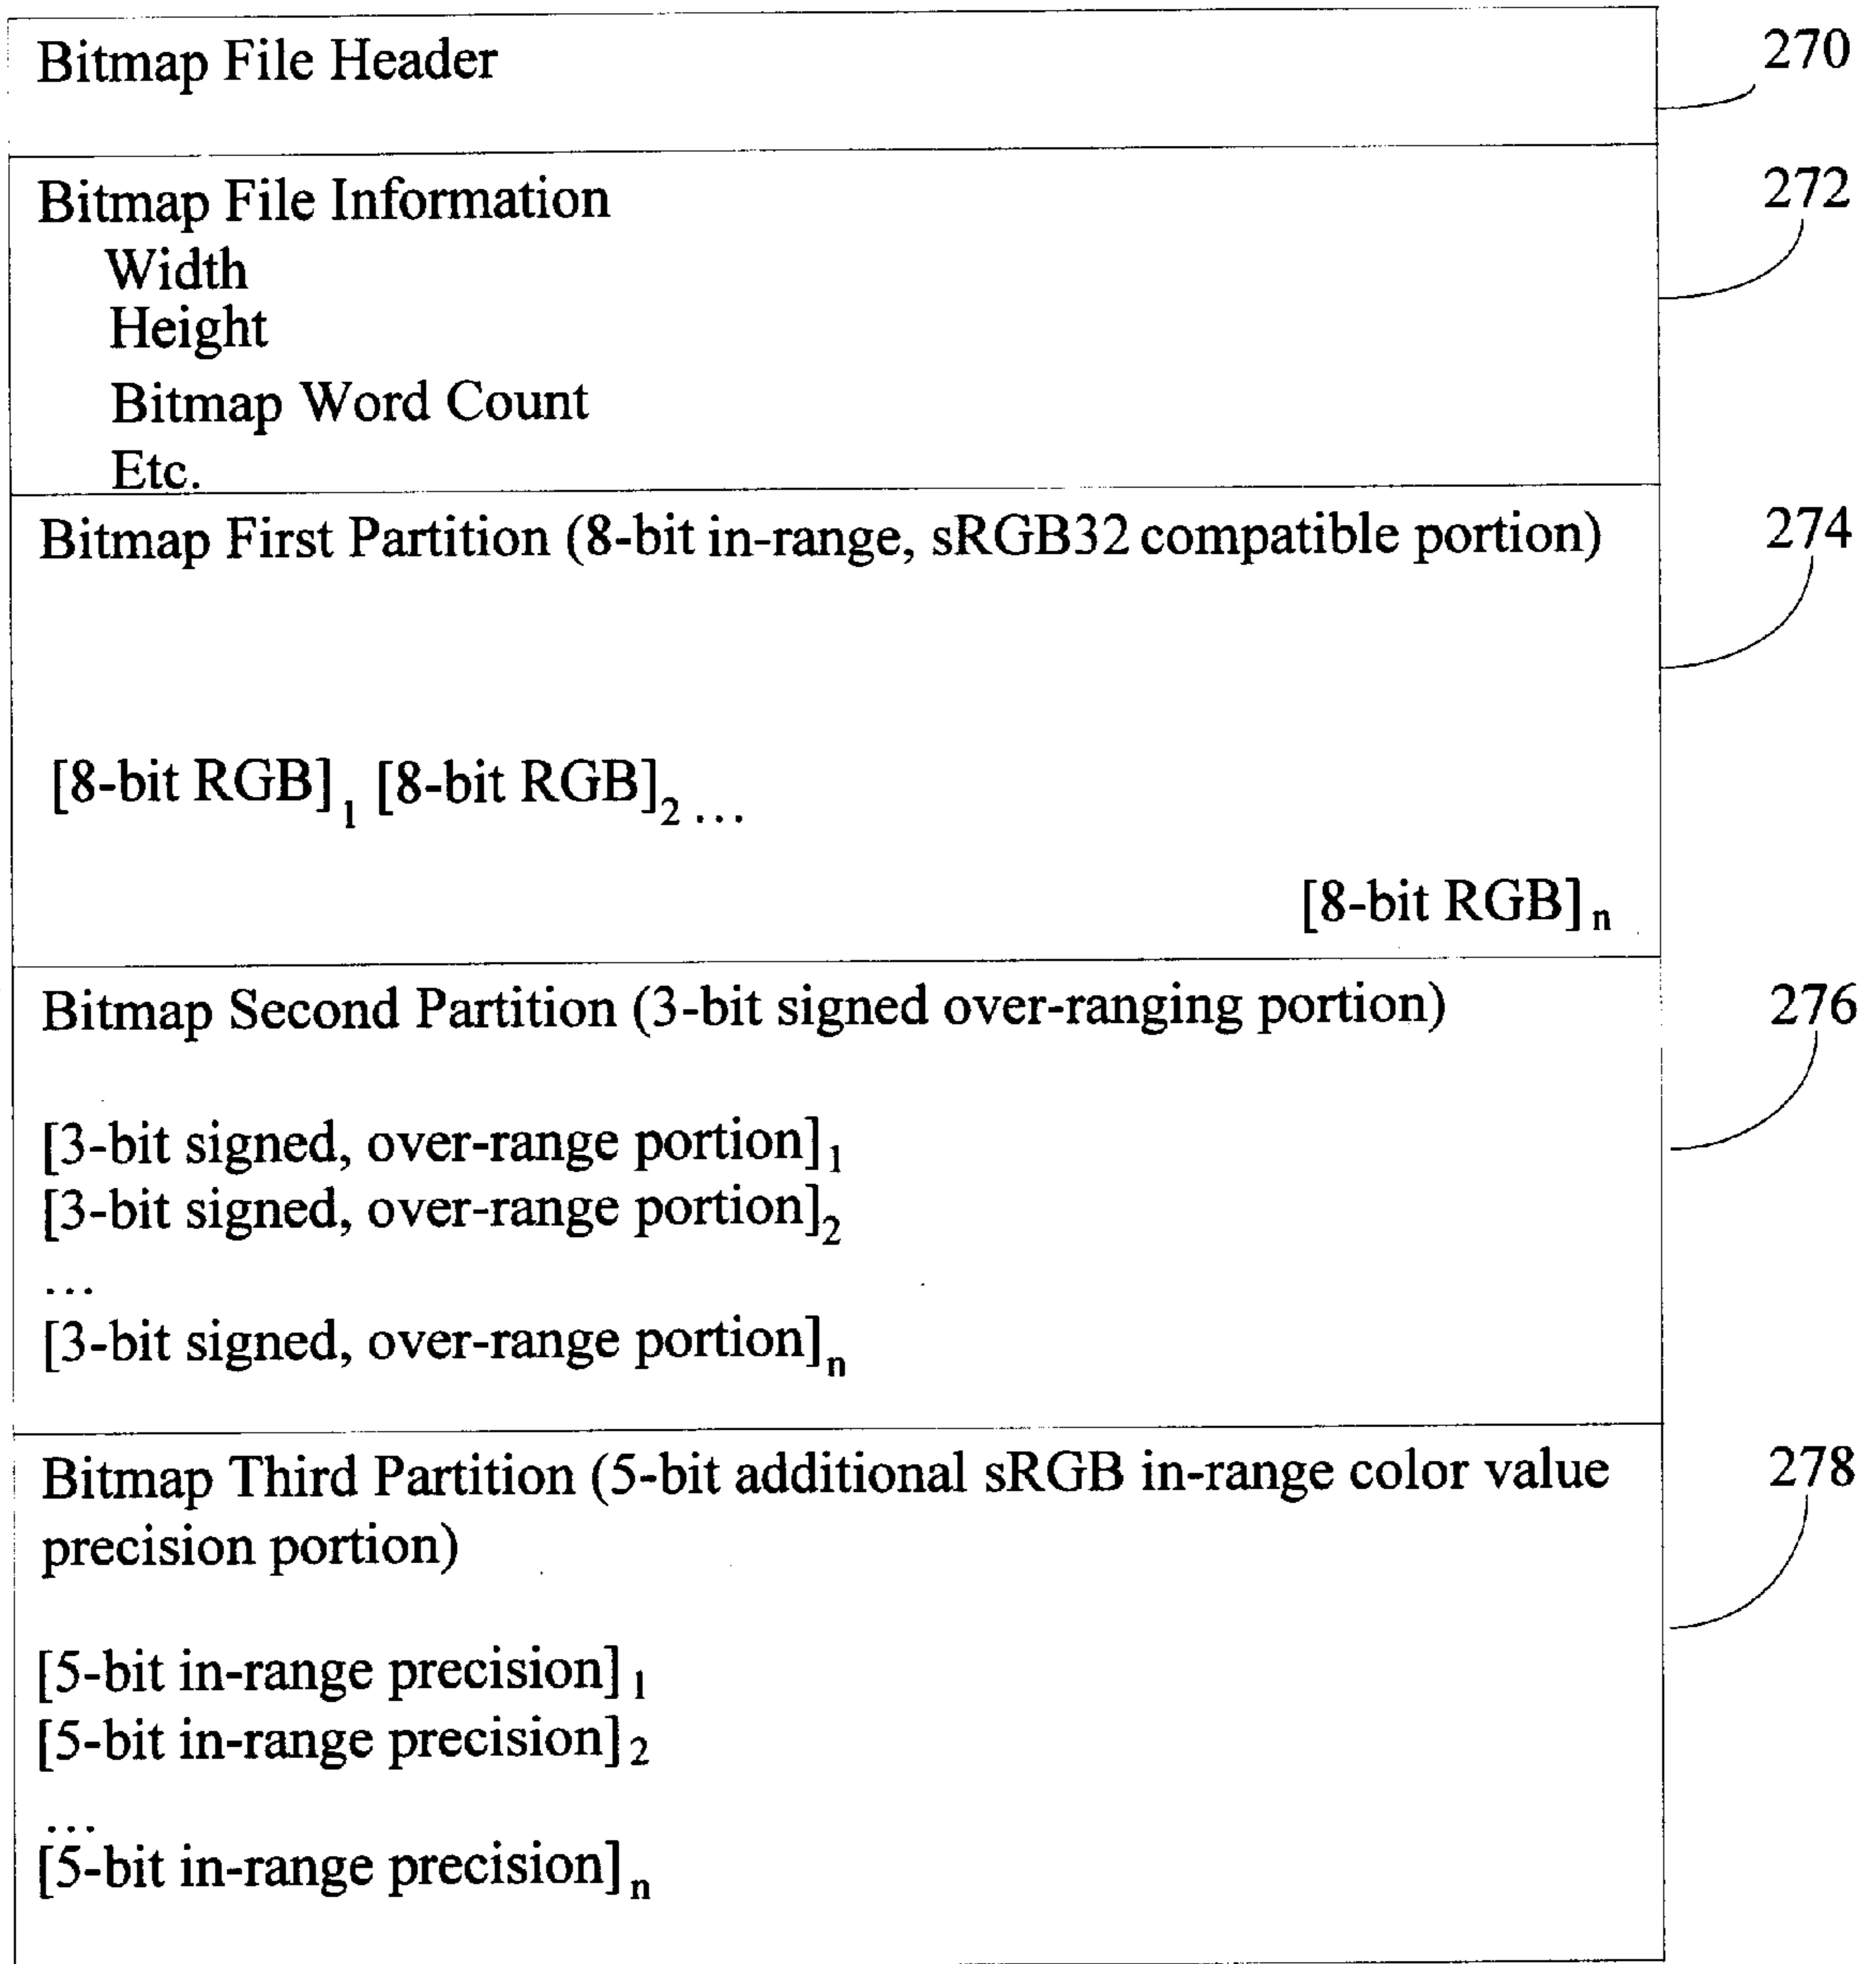 Bitmap File Header
270
Bitmap File Information
272
Width
Height
Bitmap Word Count
Etc.
Bitmap First Partition (8-bit in-range, sRGB32 compatible portion)
274
[8-bit RGB]1 [8-bit RGB]2 ...
[8-bit RGB]n
Bitmap Second Partition (3-bit signed over-ranging portion)
276
[3-bit signed, over-range portion]1
[3-bit signed, over-range portion]2
...
[3-bit signed, over-range portion]n
Bitmap Third Partition (5-bit additional sRGB in-range color value
278
precision portion)
[5-bit in-range precision]1
[5-bit in-range precision]2
...
[5-bit in-range precision]n